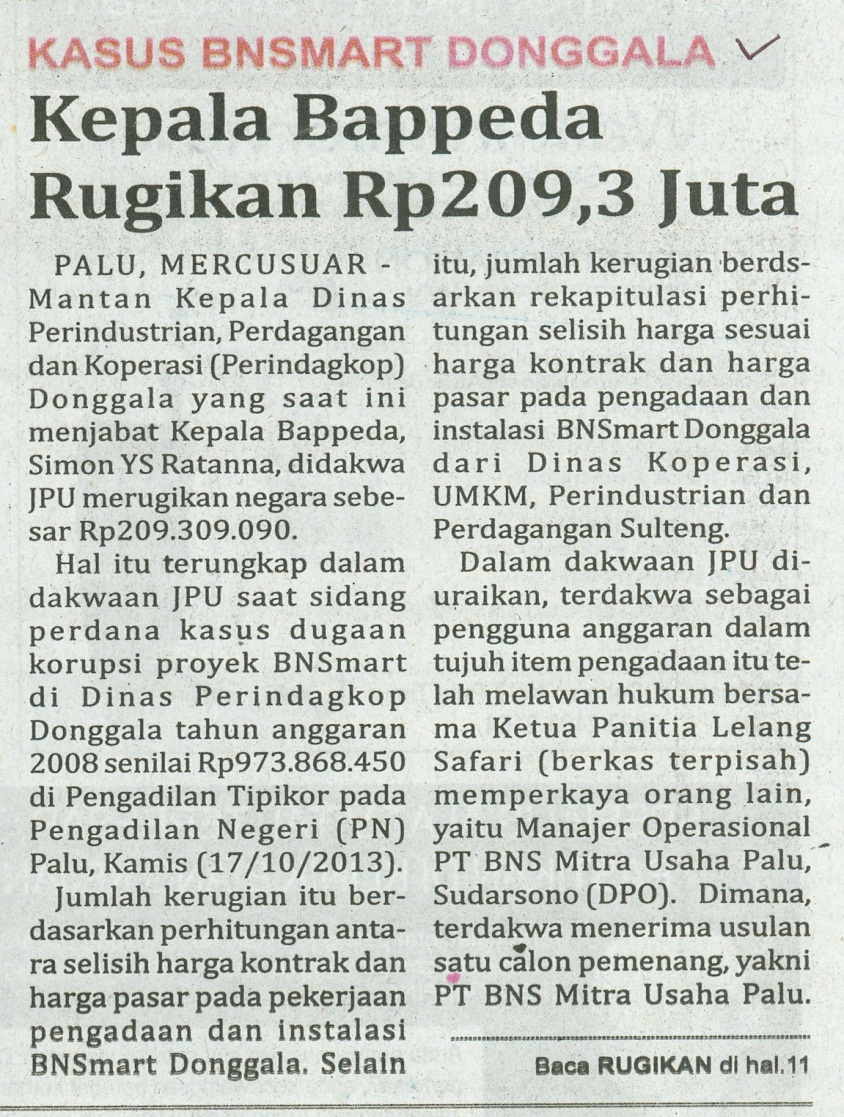 KASUS BNSMART DONGGALA
Kepala Bappeda
Rugikan Rp209,3 Juta
PALU, MERCUSUAR -
Mantan Kepala Dinas
Perindustrian, Perdagangan
dan Koperasi (Perindagkop)
Donggala yang saat ini
menjabat Kepala Bappeda,
Simon YS Ratanna, didakwa
JPU merugikan negara sebe-
sar Rp209.309.090.
Hal itu terungkap dalam
dakwaan JPU saat sidang
perdana kasus dugaan
korupsi proyek BNSmart
di Dinas Perindagkop
Donggala tahun anggaran
2008 senilai Rp973.868.450
di Pengadilan Tipikor pada
Pengadilan Negeri (PN)
Palu, Kamis (17/10/2013).
Jumlah kerugian itu ber-
dasarkan perhitungan anta-
ra selisih harga kontrak dan
harga pasar pada pekerjaan
pengadaan dan instalasi
BNSmart Donggala. Selain
itu, jumlah kerugian berds-
arkan rekapitulasi perhi-
tungan selisih harga sesuai
harga kontrak dan harga
pasar pada pengadaan dan
instalasi BNSmart Donggala
dari Dinas Koperasi,
UMKM, Perindustrian dan
Perdagangan Sulteng.
Dalam dakwaan JPU di-
uraikan, terdakwa sebagai
pengguna anggaran dalam
tujuh item pengadaan itu te-
lah melawan hukum bersa-
ma Ketua Panitia Lelang
Safari (berkas terpisah)
memperkaya orang lain,
yaitu Manajer Operasional
PT BNS Mitra Usaha Palu,
Sudarsono (DPO). Dimana,
terdakwa menerima usulan
satu calon pemenang, yakni
PT BNS Mitra Usaha Palu.
Baca RUGIKAN di hal.11